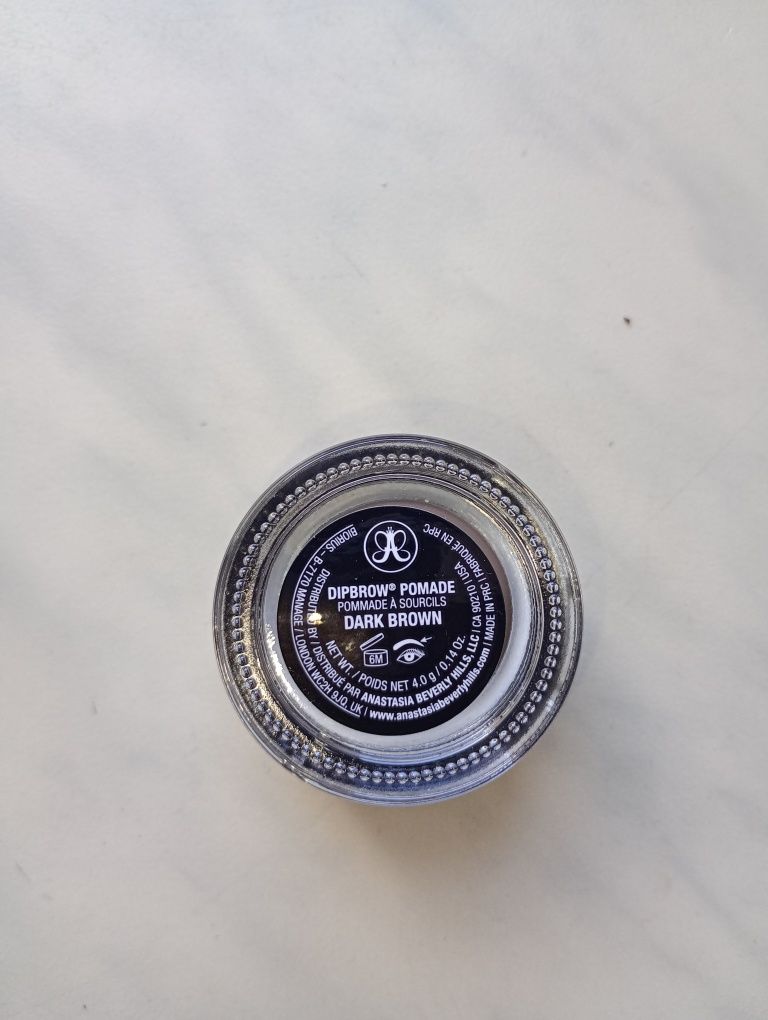 DIPBROW® POMADE
POMMADE À SOURCILS
DARK BROWN
6M
NET WT. / POIDS NET 4.0 g / 0.14 Oz.
DISTRIBUTED BY / DISTRIBUÉ PAR ANASTASIA BEVERLY HILLS, LLC | CA 90210 / USA
BIORIUS _ B-7170 MANAGE / LONDON WC2H 9JQ, UK | www.anastasiabeverlyhills.com | MADE IN PRC | FABRIQUÉ EN RPC